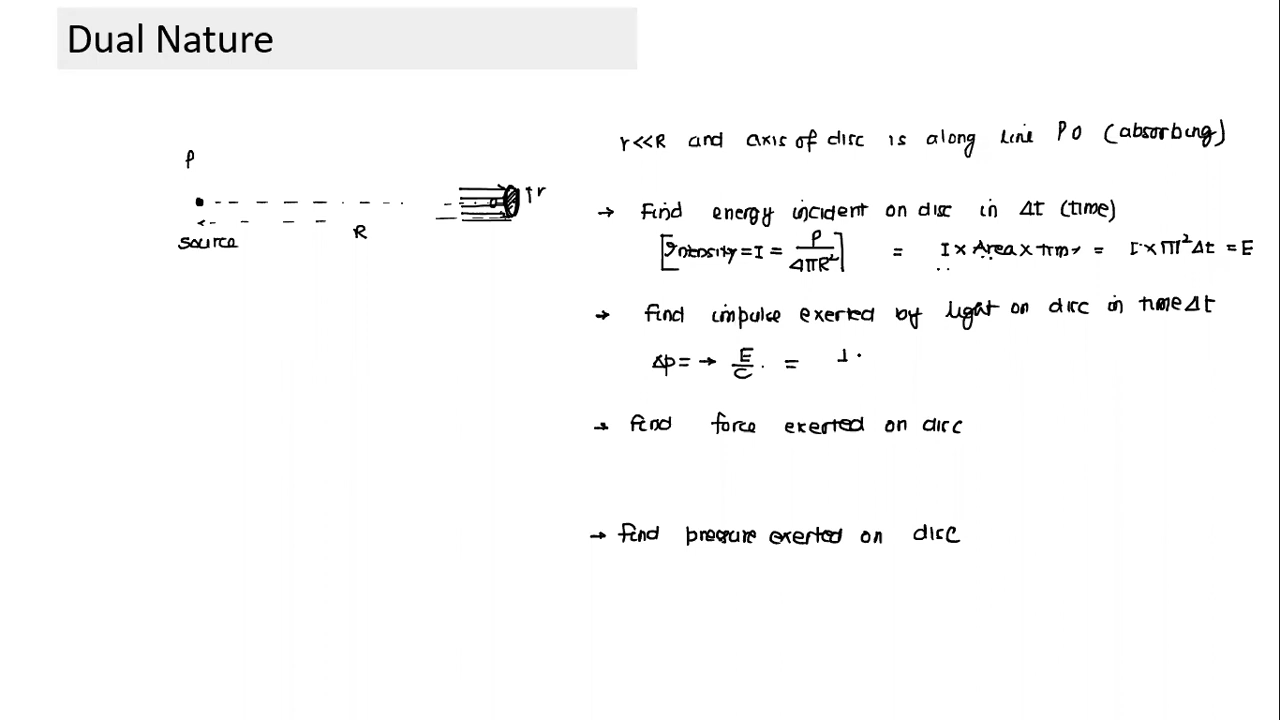 Dual Nature
r<<R and axis of disc is along line PO (absorbing)
P
r
R
source
→ Find energy incident on disc in Δt (time)
[Intensity = I = P/4πR²] = I × Area × time = I × πr²Δt = E
→ find impulse exerted by light on disc in time Δt
Δp = → E/C . = I.
→ find force exerted on disc
→ find pressure exerted on disc